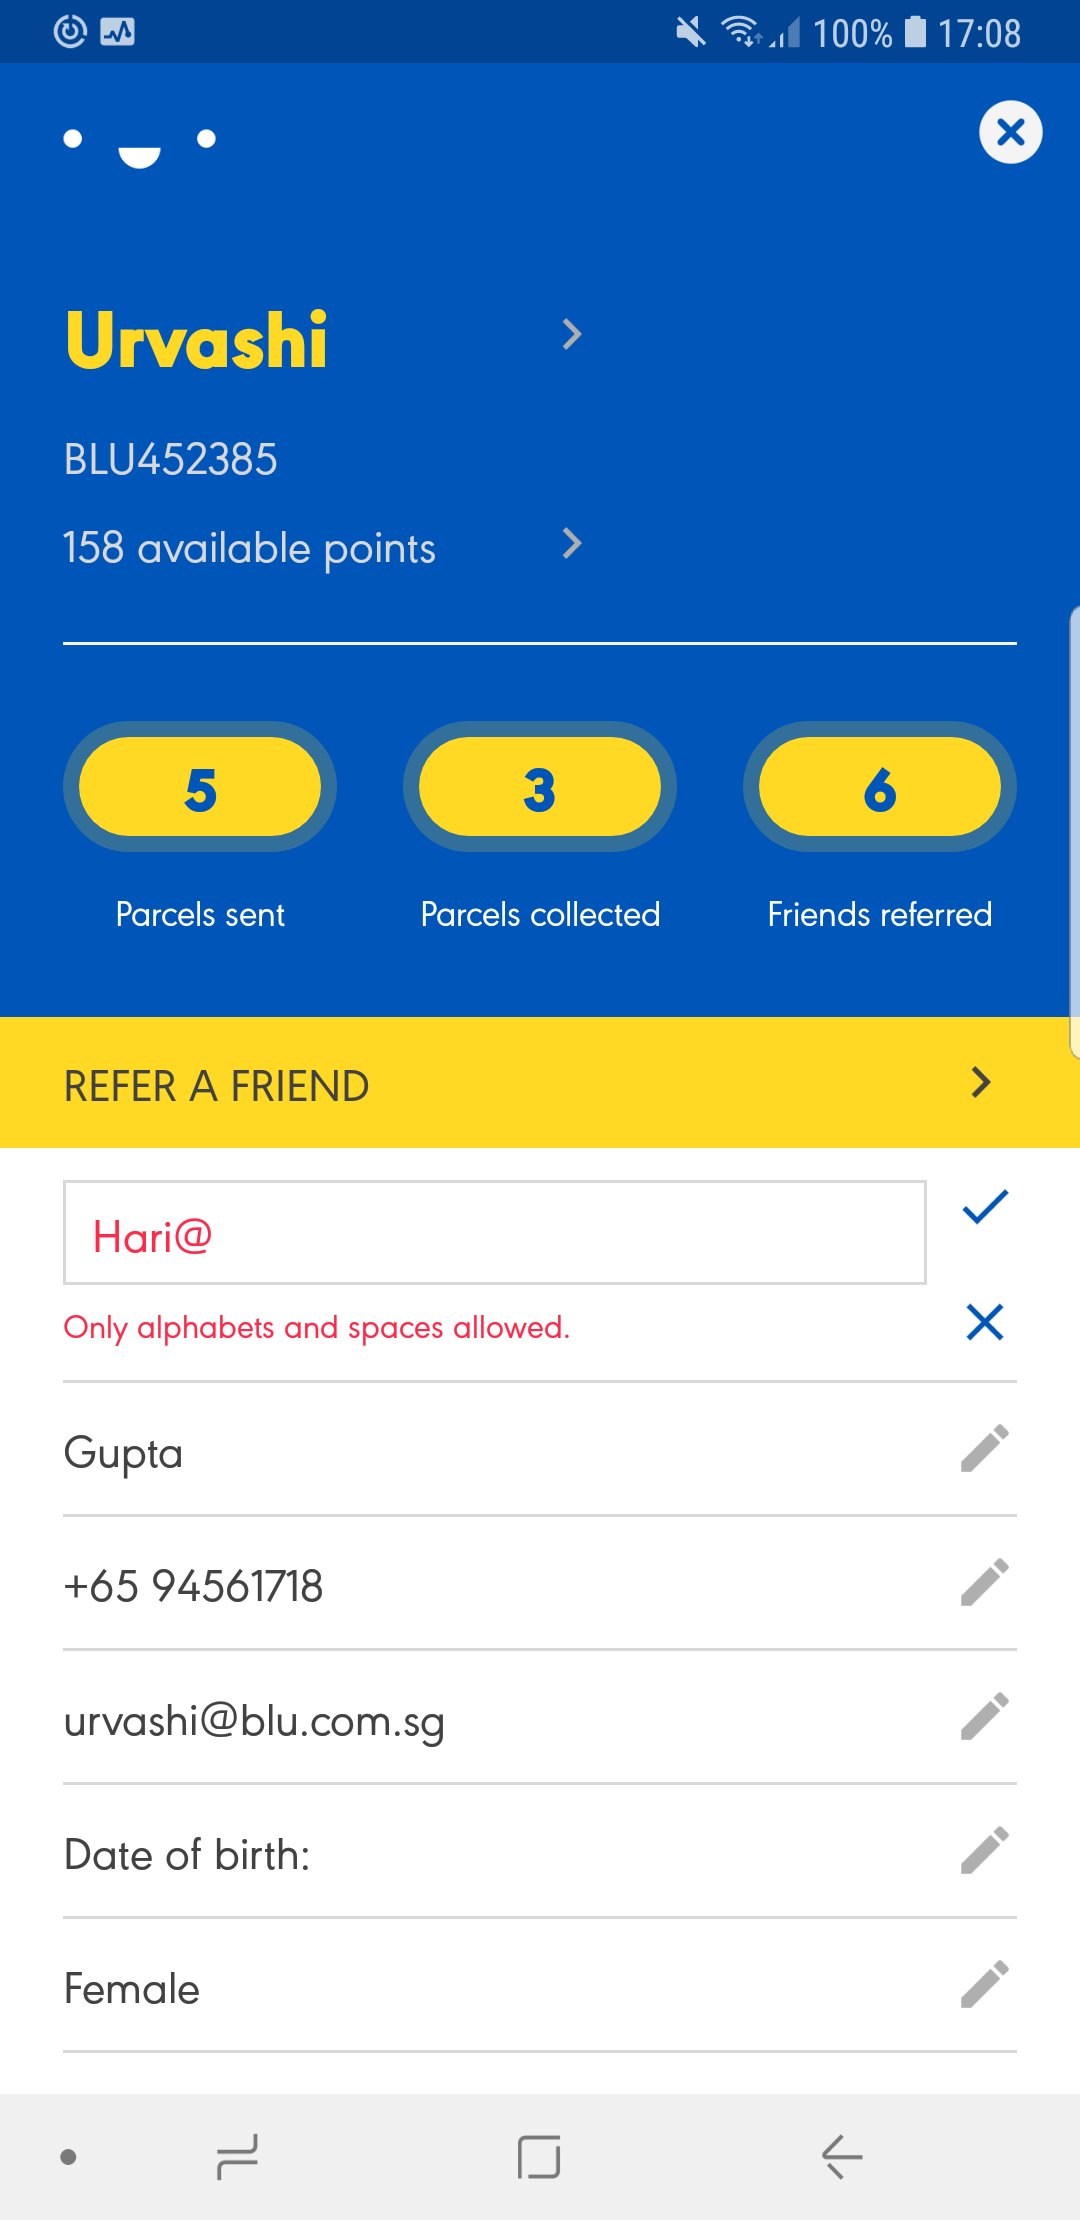 100% 17:08
Urvashi
BLU452385
158 available points
5 3 6
Parcels sent Parcels collected Friends referred
REFER A FRIEND
Hari@
Only alphabets and spaces allowed.
Gupta
+65 94561718
urvashi@blu.com.sg
Date of birth:
Female